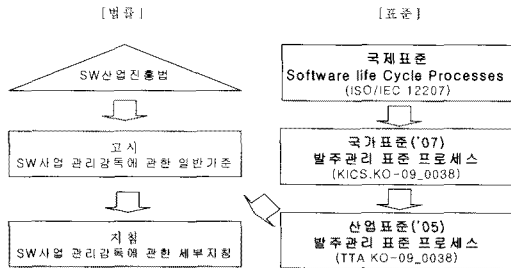 [법률]
SW산업진흥법
고시
SW사업 관리감독에 관한 일반기준
지침
SW사업 관리감독에 관한 세부지침
[표준]
국제표준
Software life Cycle Processes
(ISO/IEC 12207)
국가표준('07)
발주관리 표준 프로세스
(KICS.KO-09_0038)
산업표준('05)
발주관리 표준 프로세스
(TTA KO-09_0038)